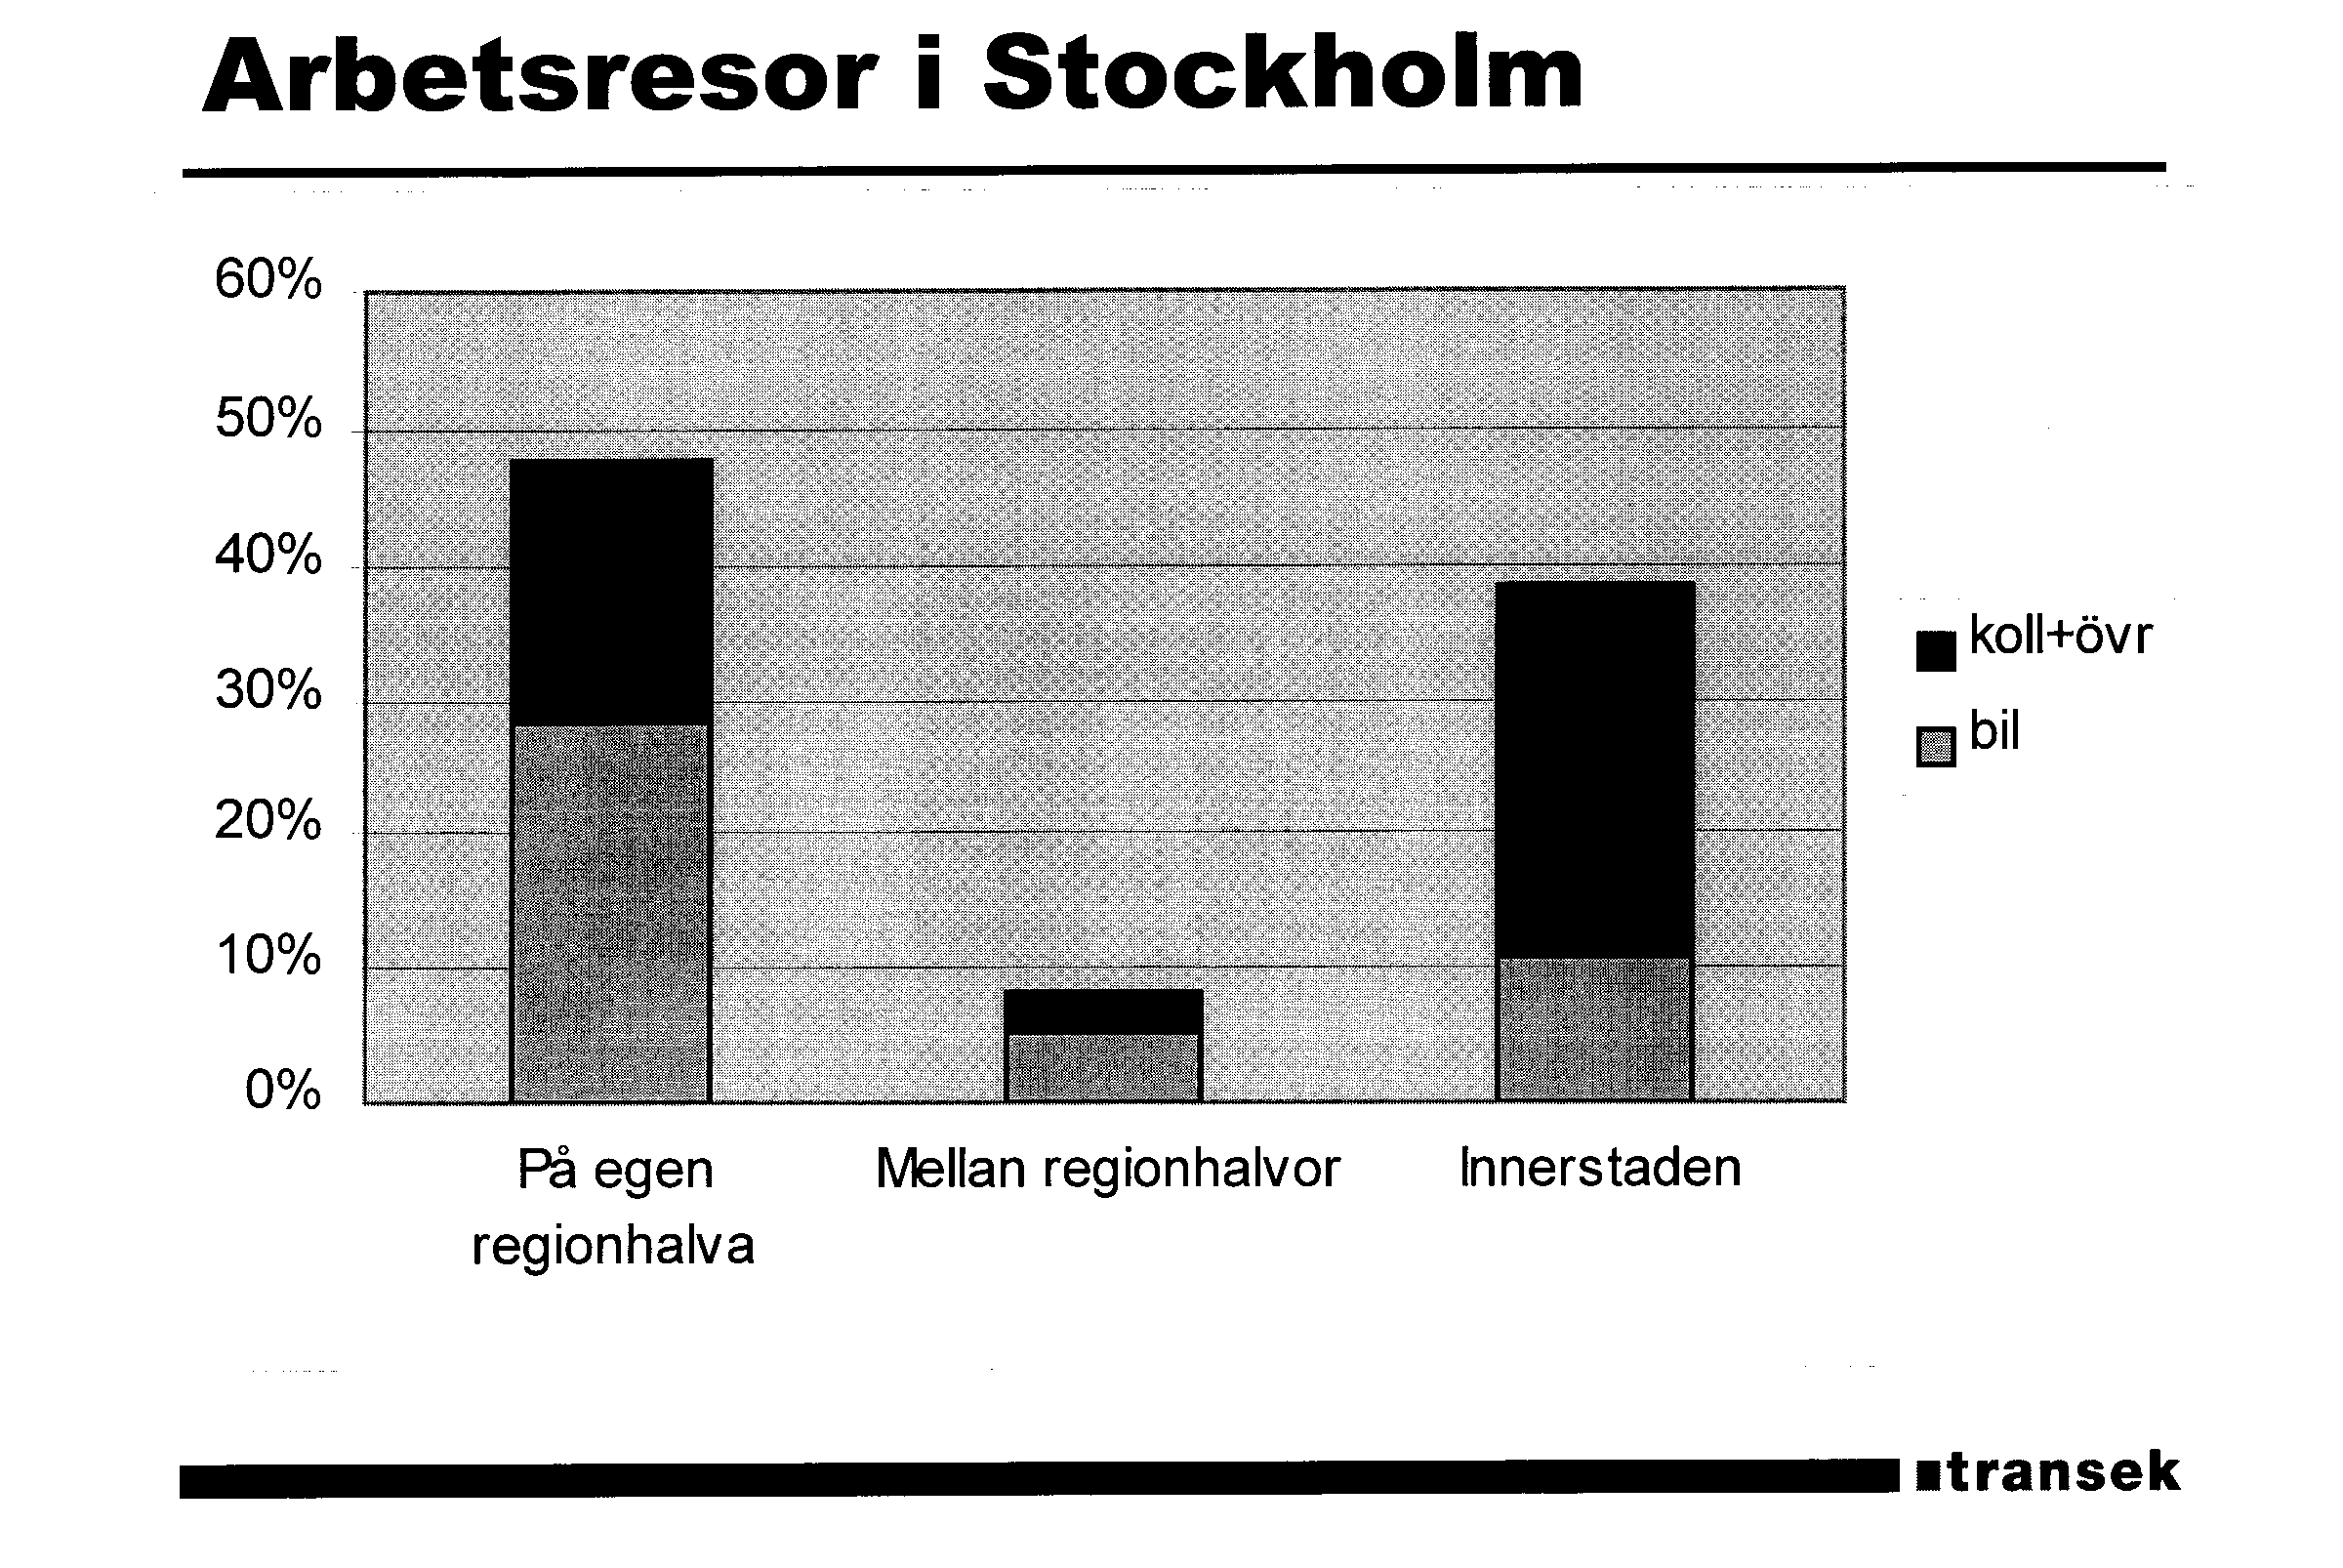 Arbetsresor i Stockholm
60%
50%
40%
30%
20%
10%
0%
På egen
regionhalva
Mellan regionhalvor
Innerstaden
koll+övr
bil
transek